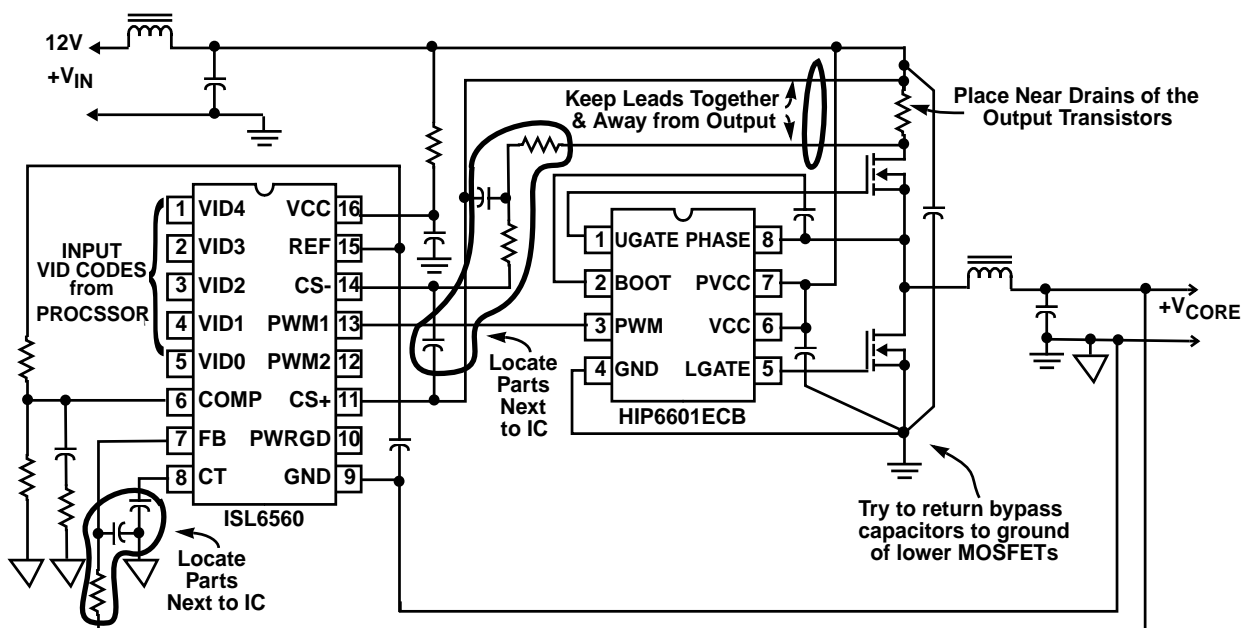 12V
+VIN
Keep Leads Together
& Away from Output
Place Near Drains of the
Output Transistors
INPUT
VID CODES
from
PROCSSOR
1 VID4 VCC 16
2 VID3 REF 15
3 VID2 CS- 14
4 VID1 PWM1 13
5 VID0 PWM2 12
6 COMP CS+ 11
7 FB PWRGD 10
8 CT GND 9
ISL6560
1 UGATE PHASE 8
2 BOOT PVCC 7
3 PWM VCC 6
4 GND LGATE 5
HIP6601ECB
+VCORE
Locate
Parts
Next
to IC
Try to return bypass
capacitors to ground
of lower MOSFETs
Locate
Parts
Next to IC